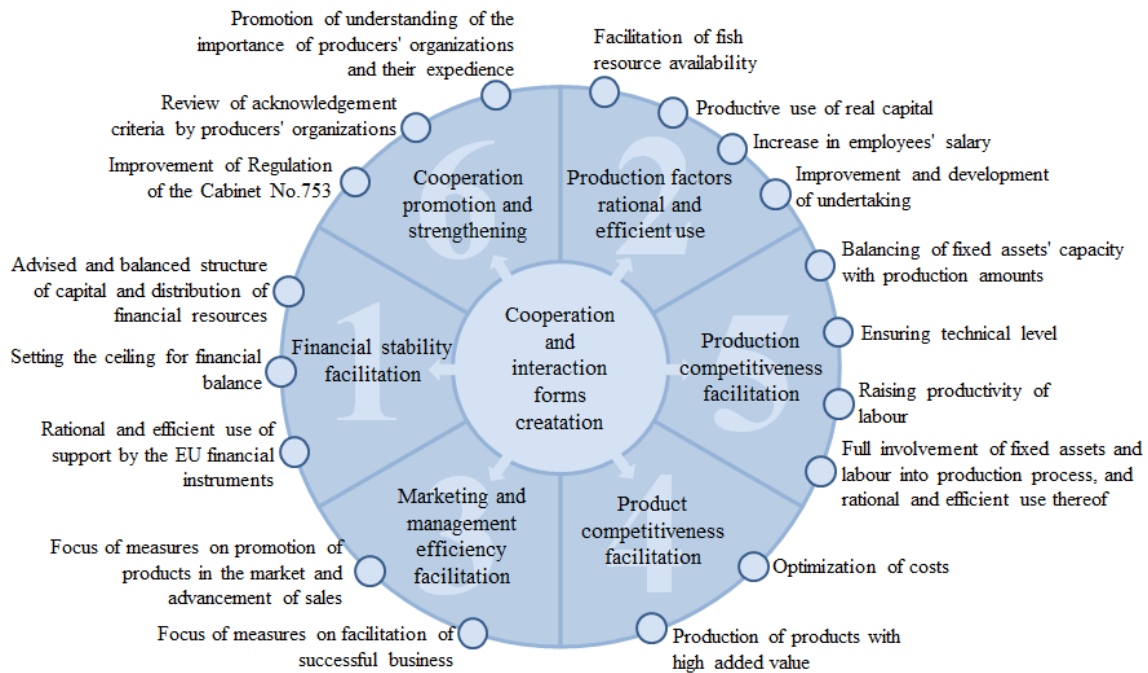 Promotion of understanding of the
importance of producers' organizations
and their expedience
Review of acknowledgement
criteria by producers' organizations
Improvement of Regulation
of the Cabinet No.753
6
Cooperation
promotion and
strengthening
Facilitation of fish
resource availability
Productive use of real capital
Increase in employees' salary
Improvement and development
of undertaking
2
Production factors
rational and
efficient use
Advised and balanced structure
of capital and distribution of
financial resources
Setting the ceiling for financial
balance
Rational and efficient use of
support by the EU financial
instruments
1
Financial stability
facilitation
Cooperation
and
interaction
forms
creatation
Balancing of fixed assets' capacity
with production amounts
Ensuring technical level
Raising productivity of
labour
Full involvement of fixed assets and
labour into production process, and
rational and efficient use thereof
5
Production
competitiveness
facilitation
3
Marketing and
management
efficiency
facilitation
Focus of measures on promotion of
products in the market and
advancement of sales
Focus of measures on facilitation of
successful business
4
Product
competitiveness
facilitation
Optimization of costs
Production of products with
high added value